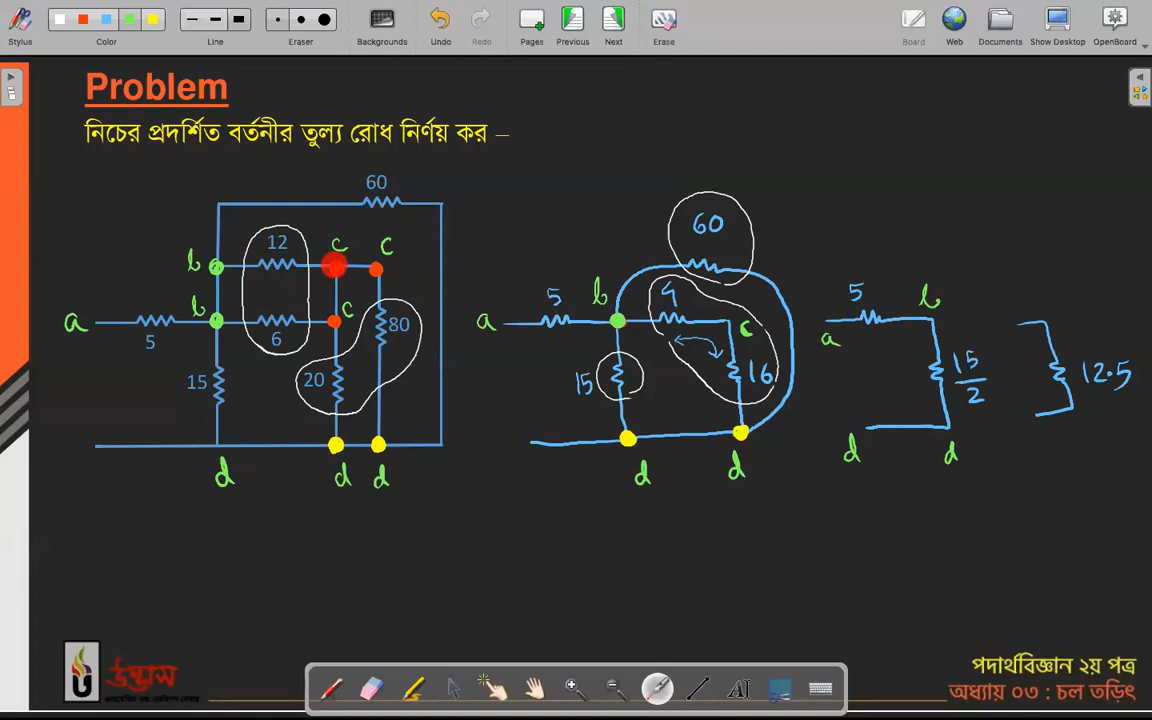 Stylus
Color
Line
Eraser
Backgrounds
Undo
Redo
Pages
Previous
Next
Erase
Board
Web
Documents
Show Desktop
OpenBoard
Problem
নিচের প্রদর্শিত বর্তনীর তুল্য রোধ নির্ণয় কর –
60
12
c
c
b
b
a
5
6
c
80
15
20
d
d
d
60
5
b
4
a
c
15
16
d
d
5
b
a
15
2
d
d
12.5
উদ্ভাস
পদার্থবিজ্ঞান ২য় পত্র
অধ্যায় ০৩ : চল তড়িৎ